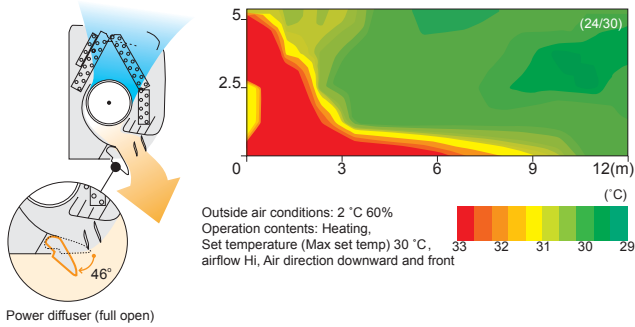 46°
Power diffuser (full open)
5
2.5
0
3
6
9
12(m)
(24/30)
Outside air conditions: 2 ˚C 60%
Operation contents: Heating,
Set temperature (Max set temp) 30 ˚C,
airflow Hi, Air direction downward and front
(˚C)
33 32 31 30 29